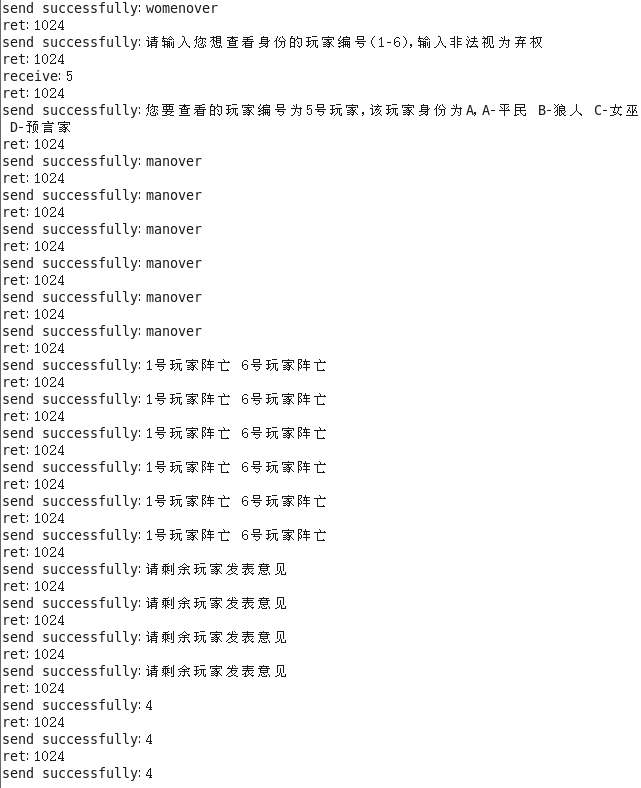 send successfully: womenover
ret: 1024
send successfully: 请输入您想查看身份的玩家编号(1-6),输入非法视为弃权
ret: 1024
receive: 5
ret: 1024
send successfully: 您要查看的玩家编号为5号玩家,该玩家身份为A, A-平民 B-狼人 C-女巫
D-预言家
ret: 1024
send successfully: manover
ret: 1024
send successfully: manover
ret: 1024
send successfully: manover
ret: 1024
send successfully: manover
ret: 1024
send successfully: manover
ret: 1024
send successfully: manover
ret: 1024
send successfully: 1号玩家阵亡 6号玩家阵亡
ret: 1024
send successfully: 1号玩家阵亡 6号玩家阵亡
ret: 1024
send successfully: 1号玩家阵亡 6号玩家阵亡
ret: 1024
send successfully: 1号玩家阵亡 6号玩家阵亡
ret: 1024
send successfully: 1号玩家阵亡 6号玩家阵亡
ret: 1024
send successfully: 1号玩家阵亡 6号玩家阵亡
ret: 1024
send successfully: 请剩余玩家发表意见
ret: 1024
send successfully: 请剩余玩家发表意见
ret: 1024
send successfully: 请剩余玩家发表意见
ret: 1024
send successfully: 请剩余玩家发表意见
ret: 1024
send successfully: 4
ret: 1024
send successfully: 4
ret: 1024
send successfully: 4